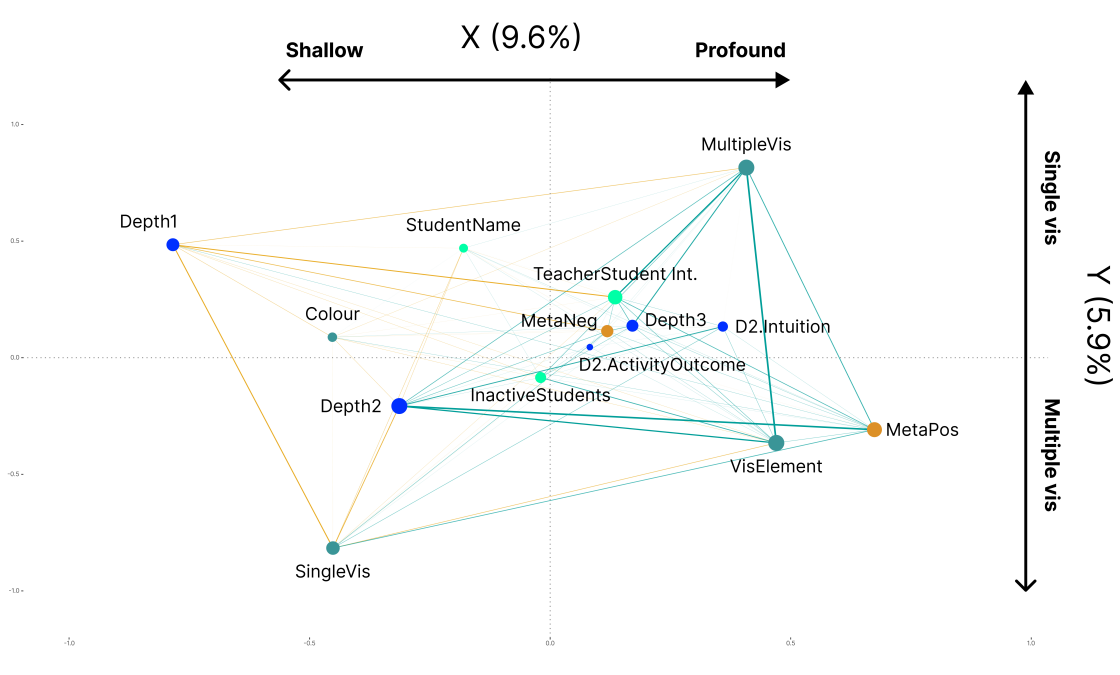 X (9.6%)
Shallow
Profound
1.0
MultipleVis
Single vis
Depth1
StudentName
0.5
TeacherStudent Int.
Y (5.9%)
Colour
MetaNeg
Depth3
D2.Intuition
0.0
D2.ActivityOutcome
InactiveStudents
Depth2
Multiple vis
MetaPos
VisElement
-0.5
SingleVis
-1.0
-1.0
-0.5
0.0
0.5
1.0